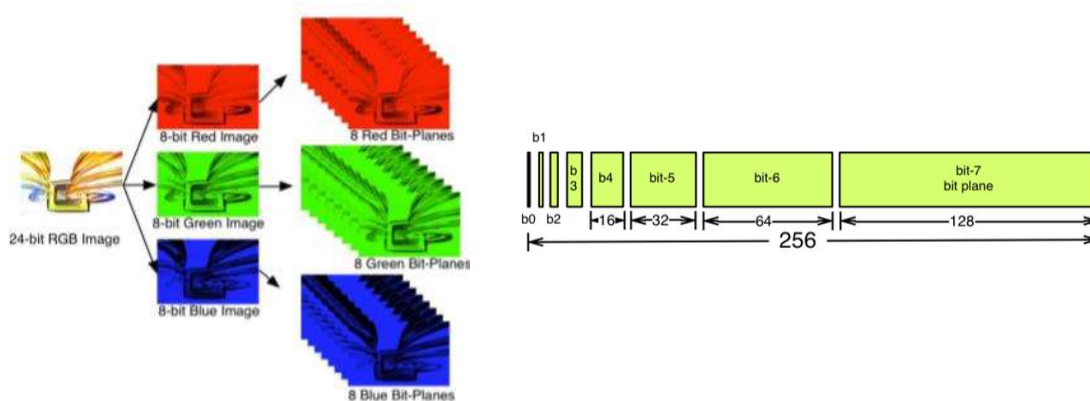 8-bit Red Image
8 Red Bit-Planes
24-bit RGB Image
8-bit Green Image
8 Green Bit-Planes
8-bit Blue Image
8 Blue Bit-Planes
b1
b
3
b4
bit-5
bit-6
bit-7
bit plane
b0
b2
16
32
64
128
256